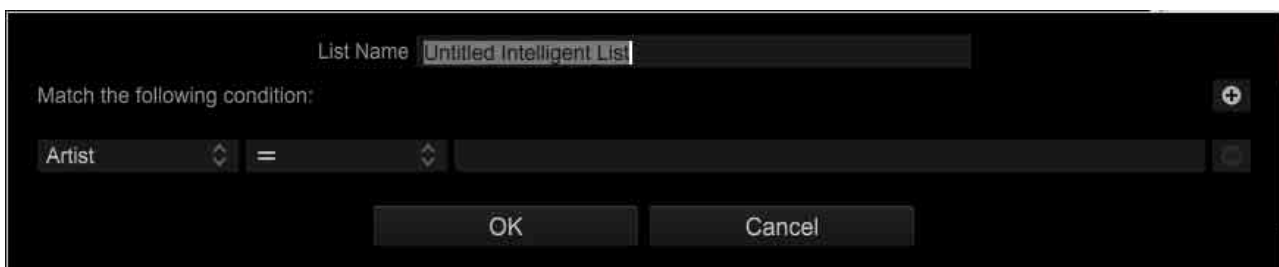 List Name Untitled Intelligent List
Match the following condition:
Artist =
OK Cancel